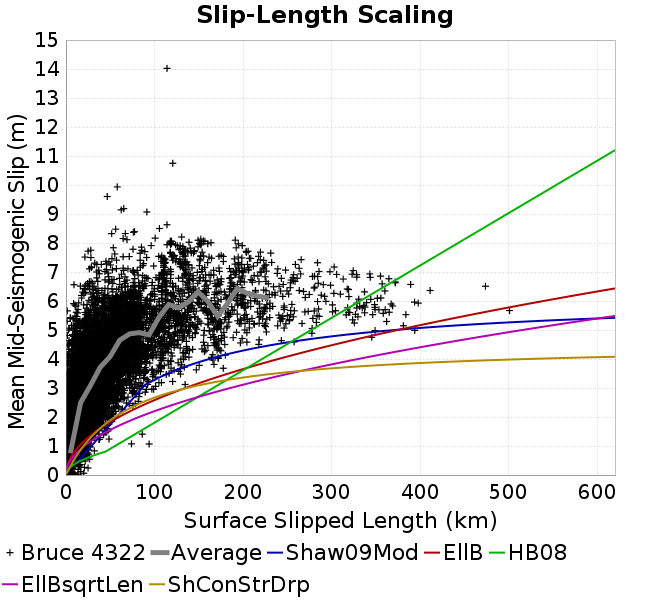 Slip-Length Scaling
Mean Mid-Seismogenic Slip (m)
15
14
13
12
11
10
9
8
7
6
5
4
3
2
1
0
0 100 200 300 400 500 600
Surface Slipped Length (km)
Bruce 4322 Average Shaw09Mod EllB HB08
EllBsqrtLen ShConStrDrp